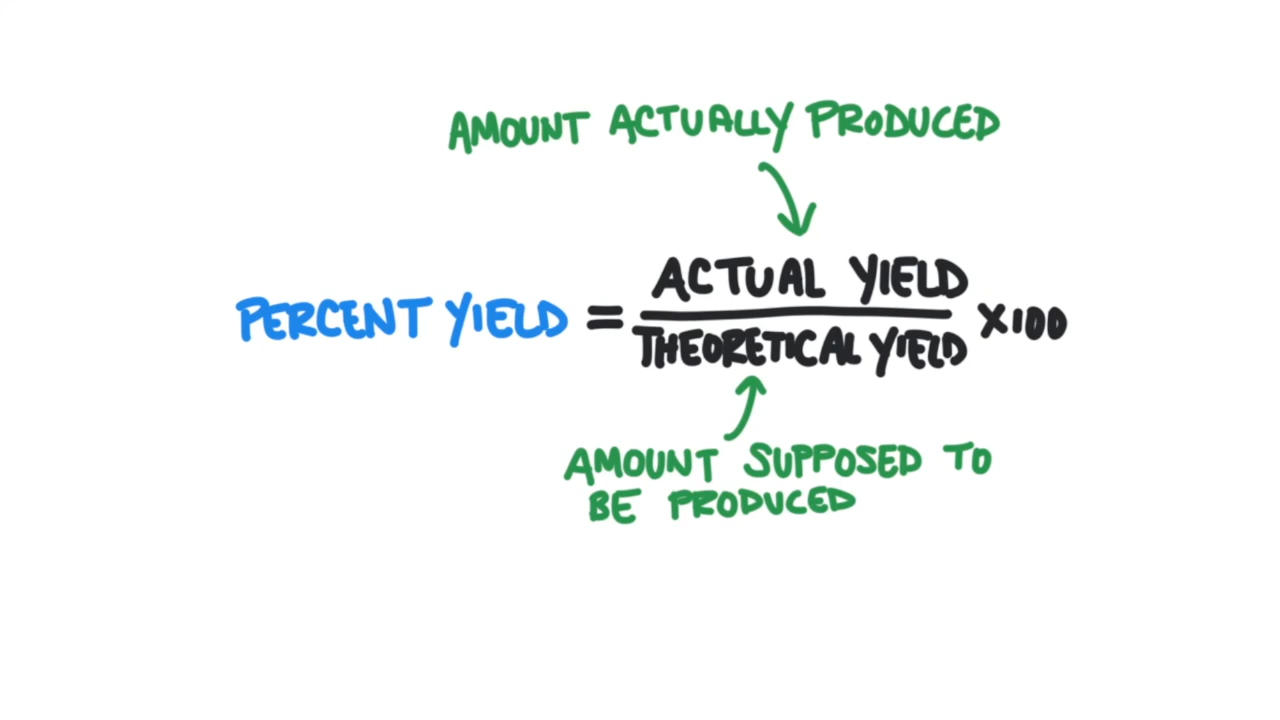 AMOUNT ACTUALLY PRODUCED
ACTUAL YIELD
PERCENT YIELD = ×100
THEORETICAL YIELD
AMOUNT SUPPOSED TO
BE PRODUCED